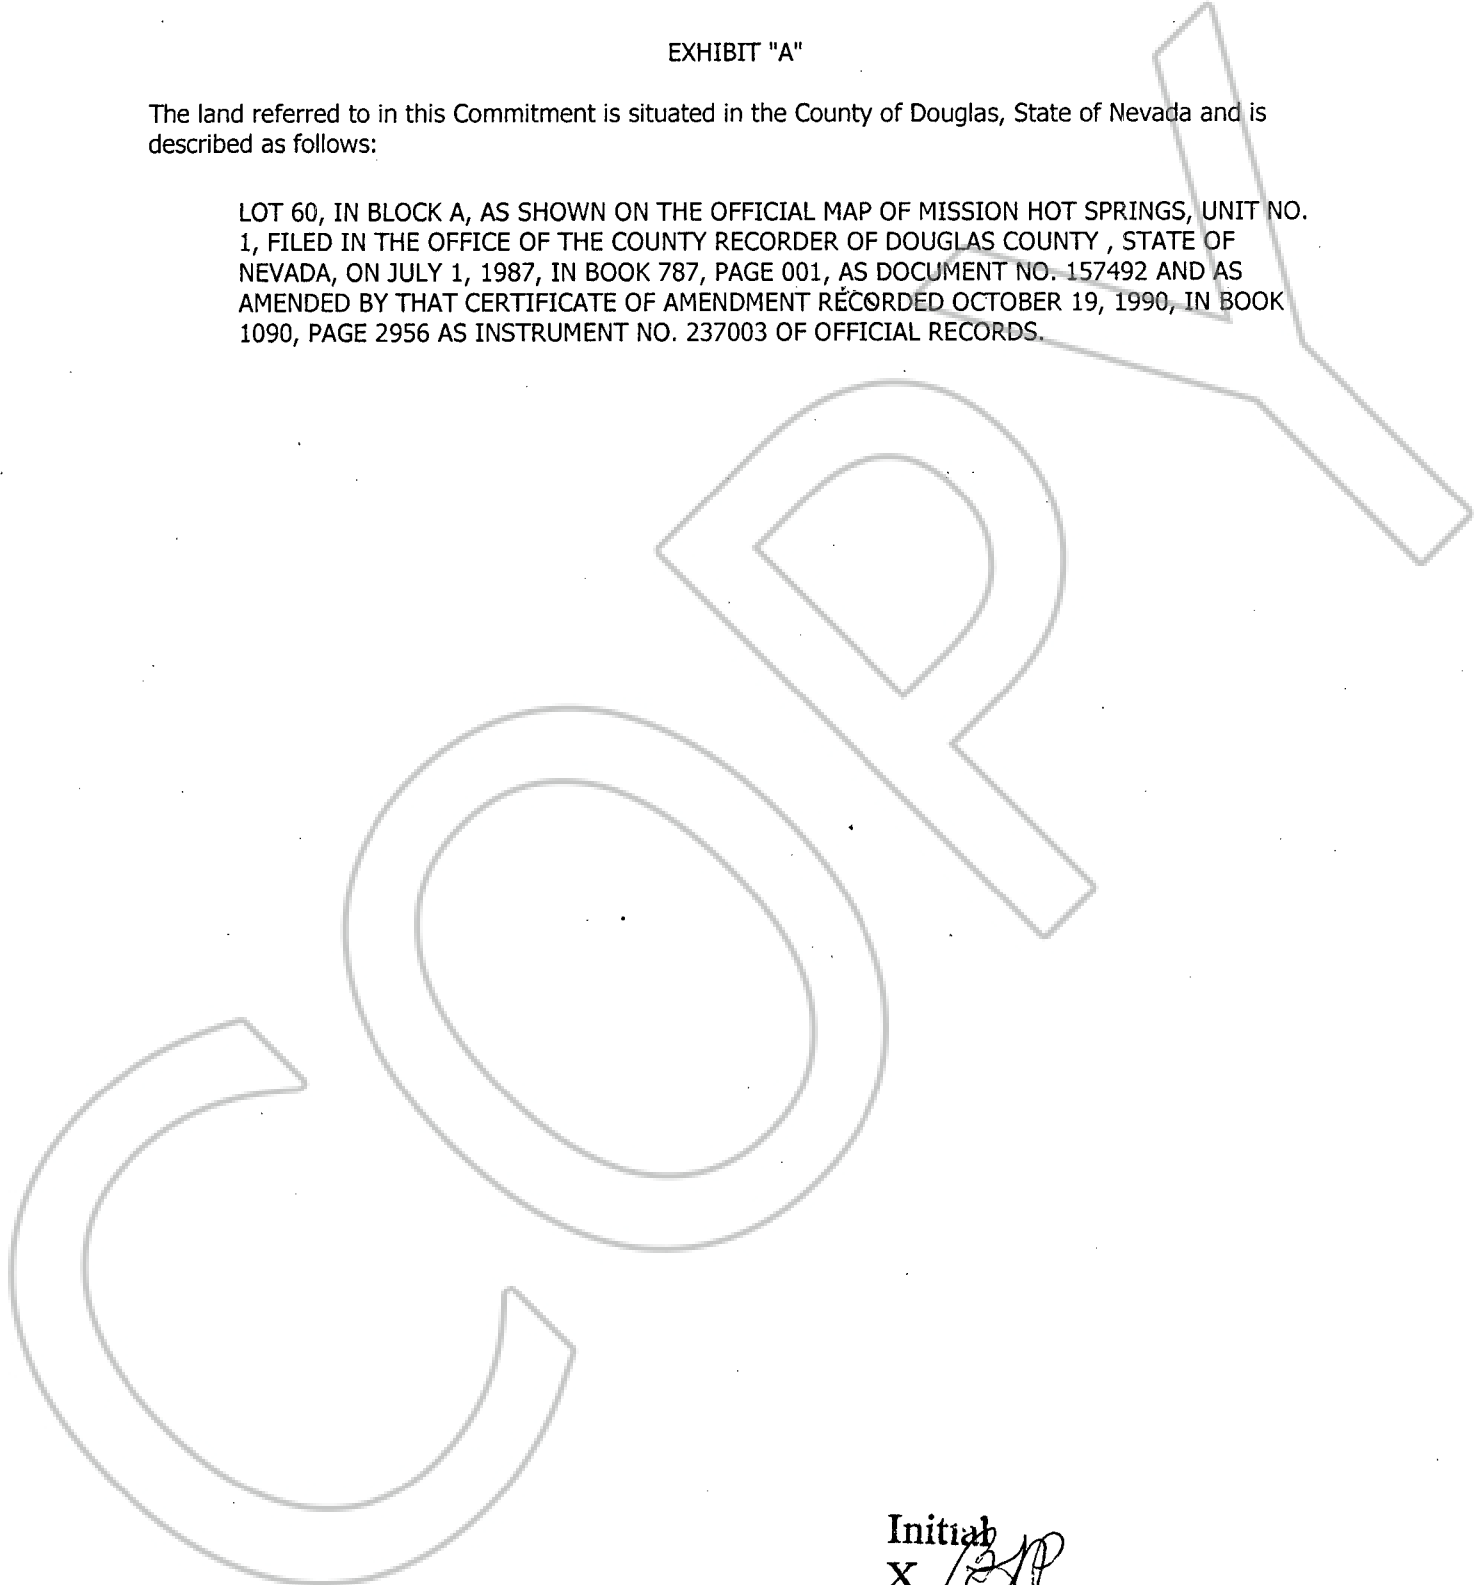 EXHIBIT "A"
The land referred to in this Commitment is situated in the County of Douglas, State of Nevada and is
described as follows:
LOT 60, IN BLOCK A, AS SHOWN ON THE OFFICIAL MAP OF MISSION HOT SPRINGS, UNIT NO.
1, FILED IN THE OFFICE OF THE COUNTY RECORDER OF DOUGLAS COUNTY , STATE OF
NEVADA, ON JULY 1, 1987, IN BOOK 787, PAGE 001, AS DOCUMENT NO. 157492 AND AS
AMENDED BY THAT CERTIFICATE OF AMENDMENT RECORDED OCTOBER 19, 1990, IN BOOK
1090, PAGE 2956 AS INSTRUMENT NO. 237003 OF OFFICIAL RECORDS.
COPY
Initial
X